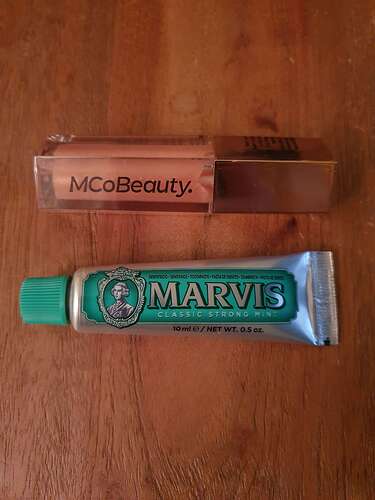 MCoBeauty.
MARVIS
CLASSIC STRONG MINT
10 ml e / NET WT. 0.5 oz.